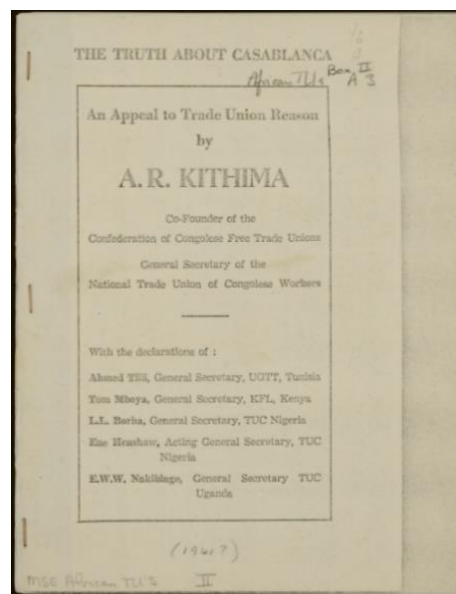 THE TRUTH ABOUT CASABLANCA
African TUs Box II
A 3
An Appeal to Trade Union Reason
by
A. R. KITHIMA
Co-Founder of the
Confederation of Congolese Free Trade Unions
General Secretary of the
National Trade Union of Congolese Workers
With the declarations of :
Ahmed Tlili, General Secretary, UGTT, Tunisia
Tom Mboya, General Secretary, KFL, Kenya
L.L. Borha, General Secretary, TUC Nigeria
Ene Henshaw, Acting General Secretary, TUC
Nigeria
E.W.W. Nakibinge, General Secretary TUC
Uganda
(1961?)
MSE African TU's II